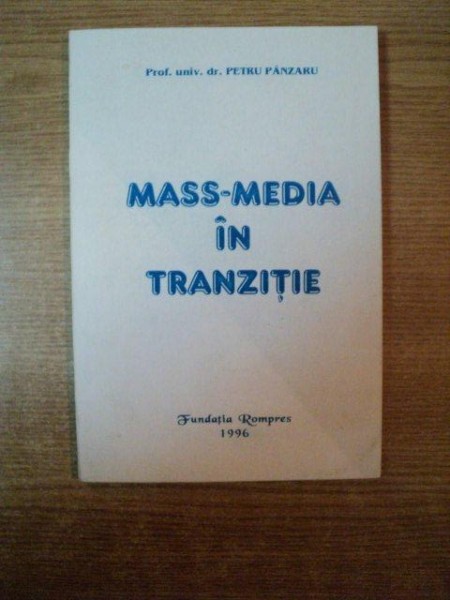 Prof. univ. dr. PETRU PÂNZARU
MASS-MEDIA
ÎN
TRANZIȚIE
Fundația Rompres
1996